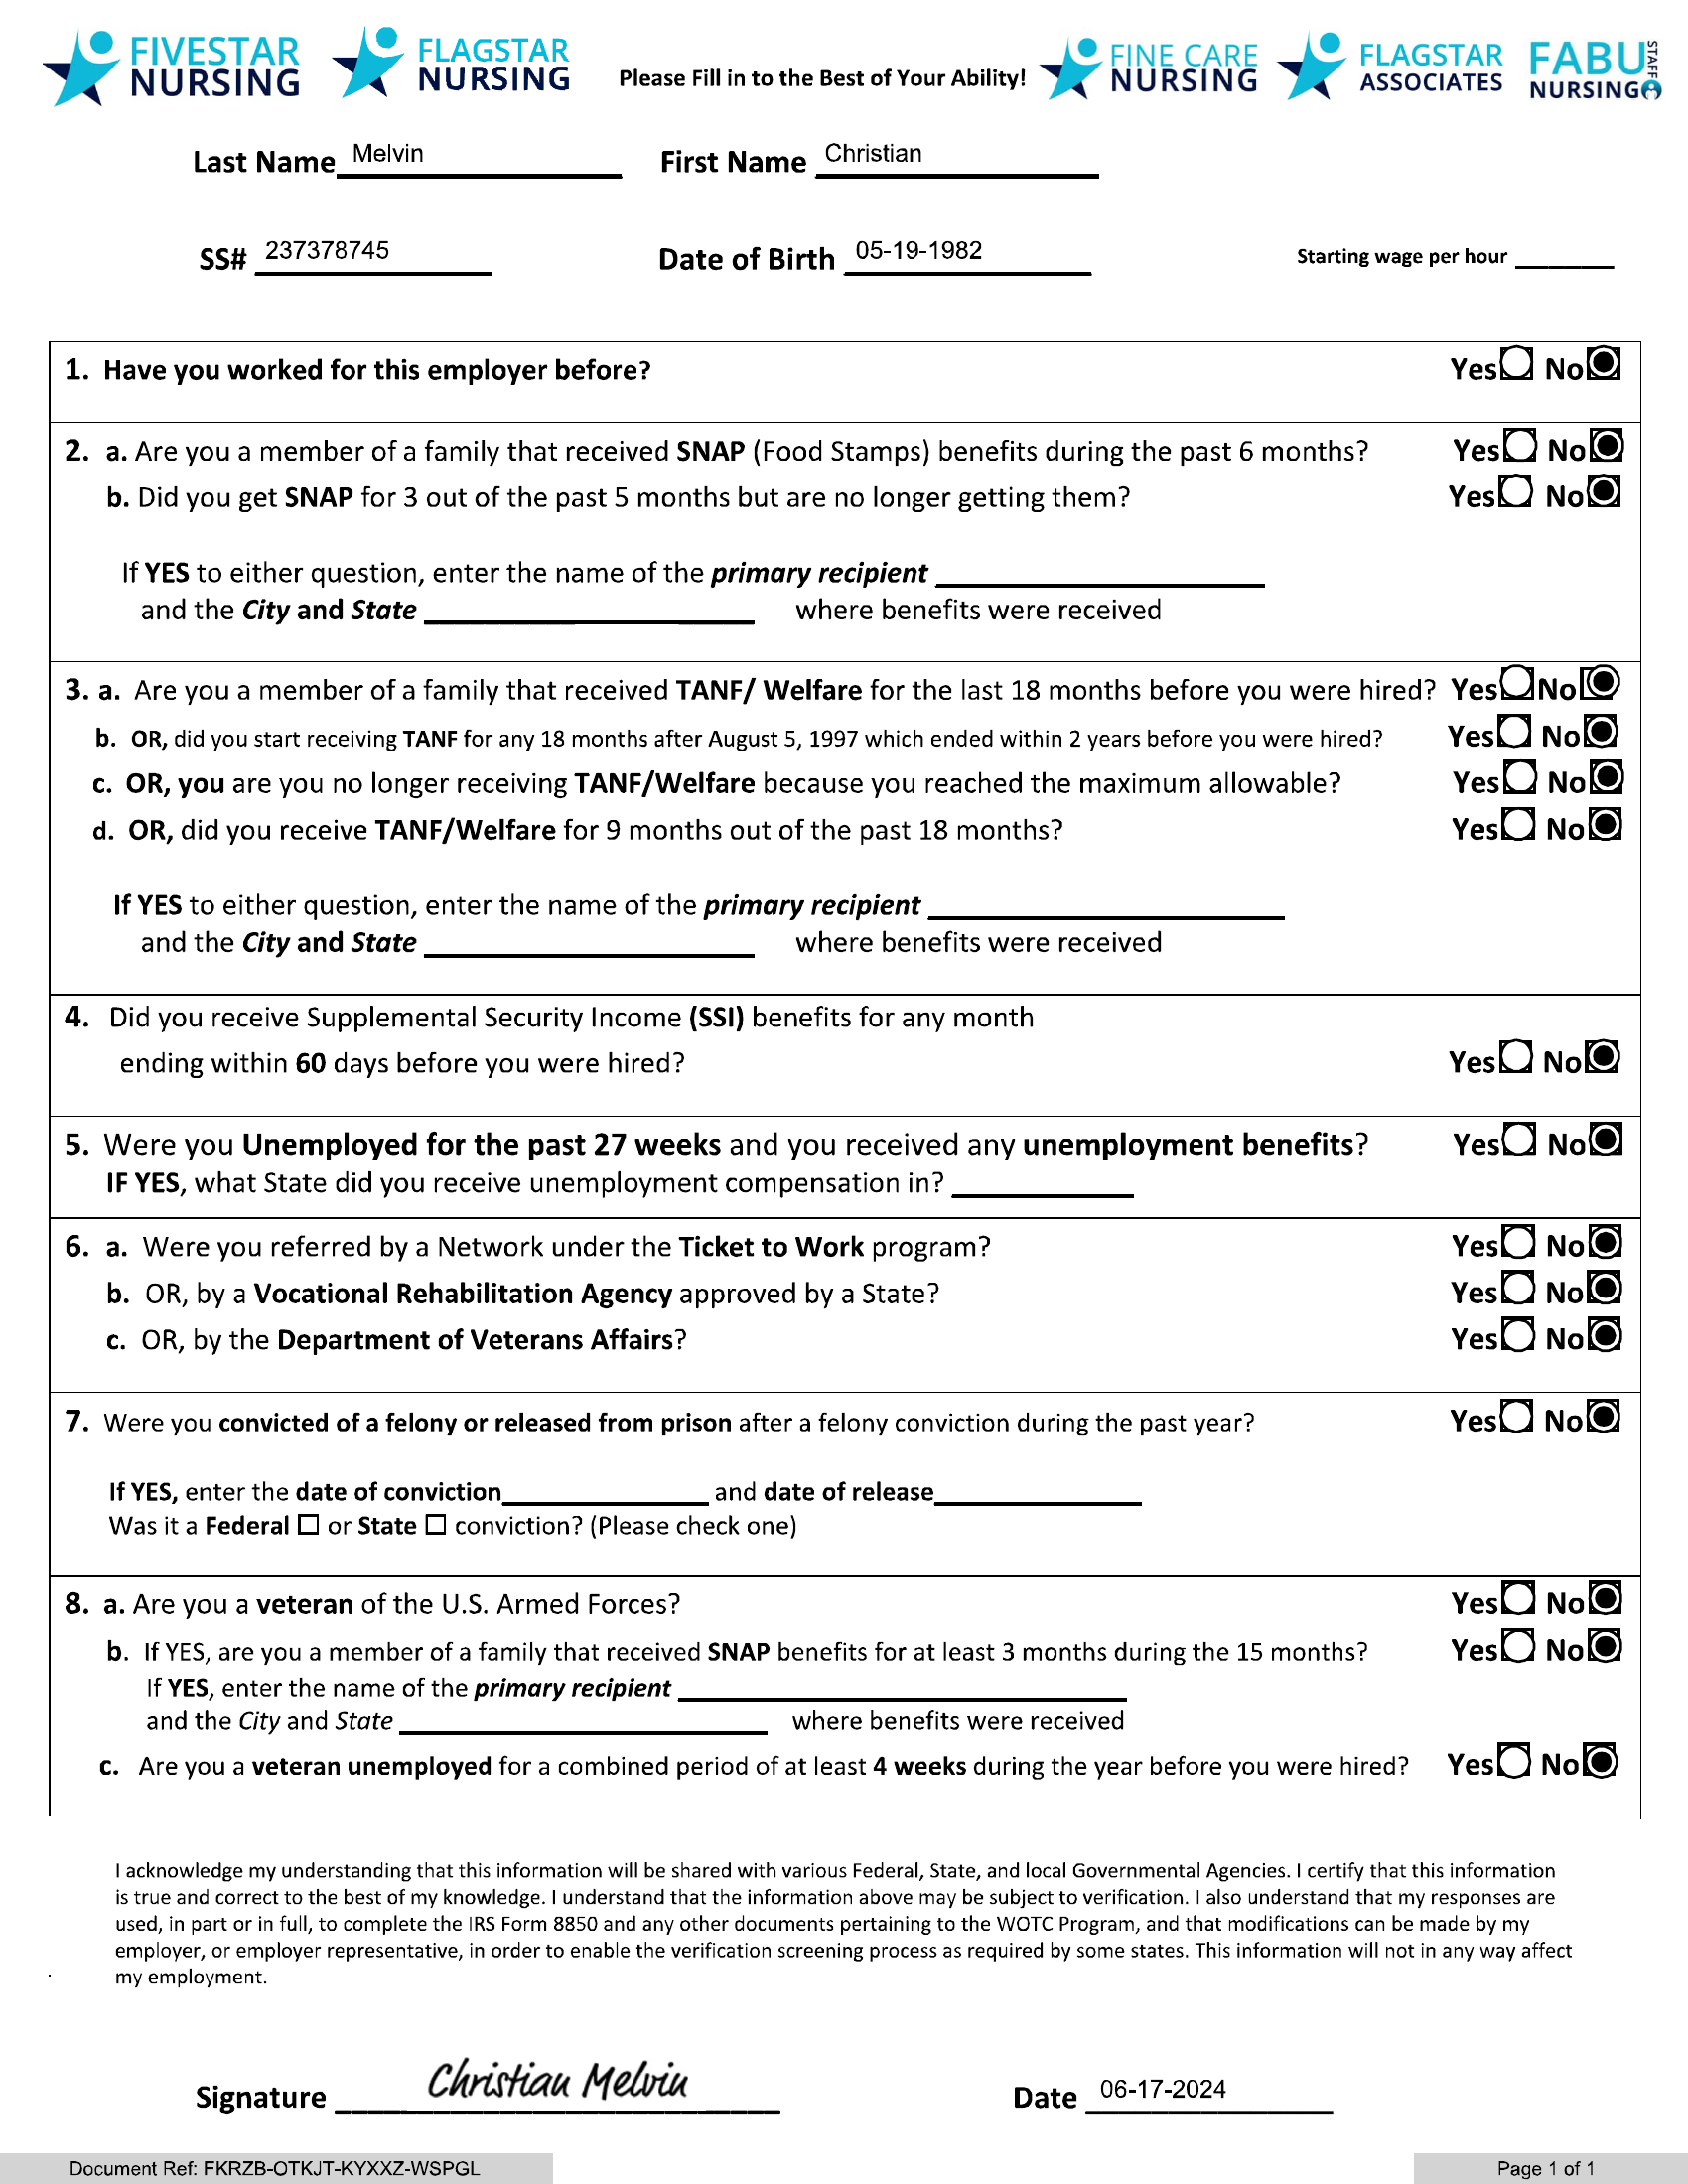 FIVESTAR NURSING
FLAGSTAR NURSING
Please Fill in to the Best of Your Ability!
FINE CARE NURSING
FLAGSTAR ASSOCIATES
FABU NURSING STAFF
Last Name Melvin First Name Christian
SS# 237378745 Date of Birth 05-19-1982 Starting wage per hour
1. Have you worked for this employer before? Yes No
2. a. Are you a member of a family that received SNAP (Food Stamps) benefits during the past 6 months? Yes No
b. Did you get SNAP for 3 out of the past 5 months but are no longer getting them? Yes No
If YES to either question, enter the name of the primary recipient
and the City and State where benefits were received
3. a. Are you a member of a family that received TANF/ Welfare for the last 18 months before you were hired? Yes No
b. OR, did you start receiving TANF for any 18 months after August 5, 1997 which ended within 2 years before you were hired? Yes No
c. OR, you are you no longer receiving TANF/Welfare because you reached the maximum allowable? Yes No
d. OR, did you receive TANF/Welfare for 9 months out of the past 18 months? Yes No
If YES to either question, enter the name of the primary recipient
and the City and State where benefits were received
4. Did you receive Supplemental Security Income (SSI) benefits for any month
ending within 60 days before you were hired? Yes No
5. Were you Unemployed for the past 27 weeks and you received any unemployment benefits? Yes No
IF YES, what State did you receive unemployment compensation in?
6. a. Were you referred by a Network under the Ticket to Work program? Yes No
b. OR, by a Vocational Rehabilitation Agency approved by a State? Yes No
c. OR, by the Department of Veterans Affairs? Yes No
7. Were you convicted of a felony or released from prison after a felony conviction during the past year? Yes No
If YES, enter the date of conviction and date of release
Was it a Federal or State conviction? (Please check one)
8. a. Are you a veteran of the U.S. Armed Forces? Yes No
b. If YES, are you a member of a family that received SNAP benefits for at least 3 months during the 15 months? Yes No
If YES, enter the name of the primary recipient
and the City and State where benefits were received
c. Are you a veteran unemployed for a combined period of at least 4 weeks during the year before you were hired? Yes No
I acknowledge my understanding that this information will be shared with various Federal, State, and local Governmental Agencies. I certify that this information
is true and correct to the best of my knowledge. I understand that the information above may be subject to verification. I also understand that my responses are
used, in part or in full, to complete the IRS Form 8850 and any other documents pertaining to the WOTC Program, and that modifications can be made by my
employer, or employer representative, in order to enable the verification screening process as required by some states. This information will not in any way affect
my employment.
Signature Christian Melvin Date 06-17-2024
Document Ref: FKRZB-OTKJT-KYXXZ-WSPGL Page 1 of 1